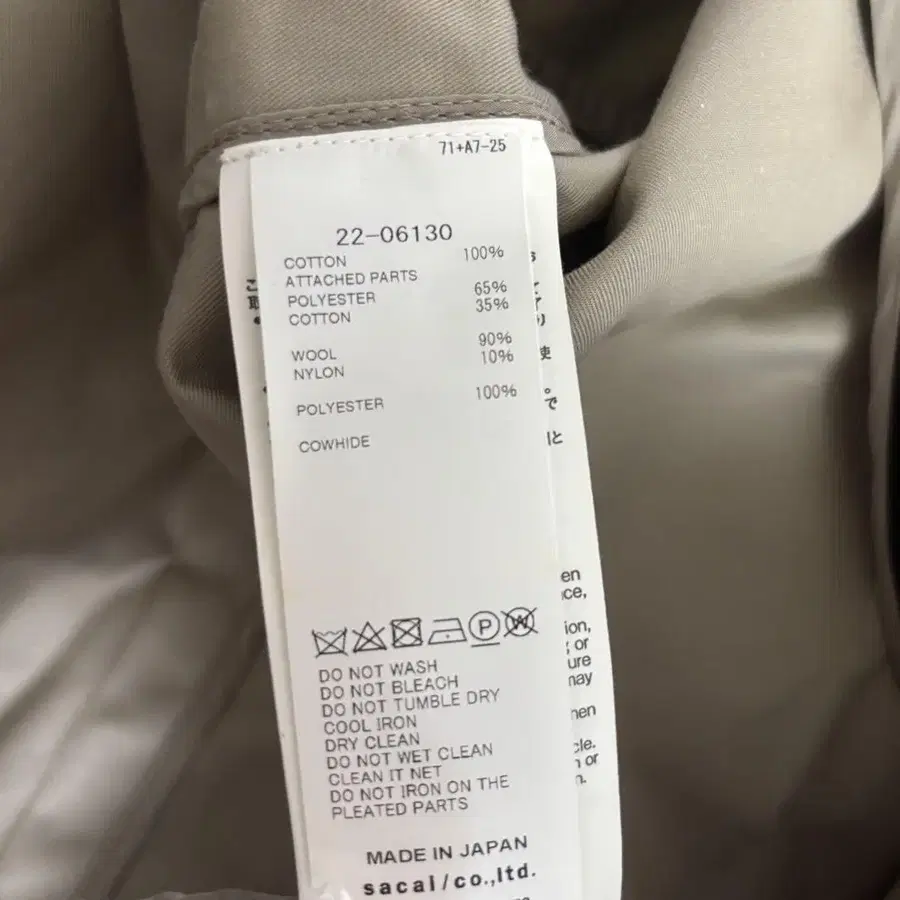 71+A7-25
22-06130
COTTON 100%
ATTACHED PARTS
POLYESTER 65%
COTTON 35%
WOOL 90%
NYLON 10%
POLYESTER 100%
COWHIDE
P W
DO NOT WASH
DO NOT BLEACH
DO NOT TUMBLE DRY
COOL IRON
DRY CLEAN
DO NOT WET CLEAN
CLEAN IT NET
DO NOT IRON ON THE
PLEATED PARTS
MADE IN JAPAN
sacai/co.,ltd.